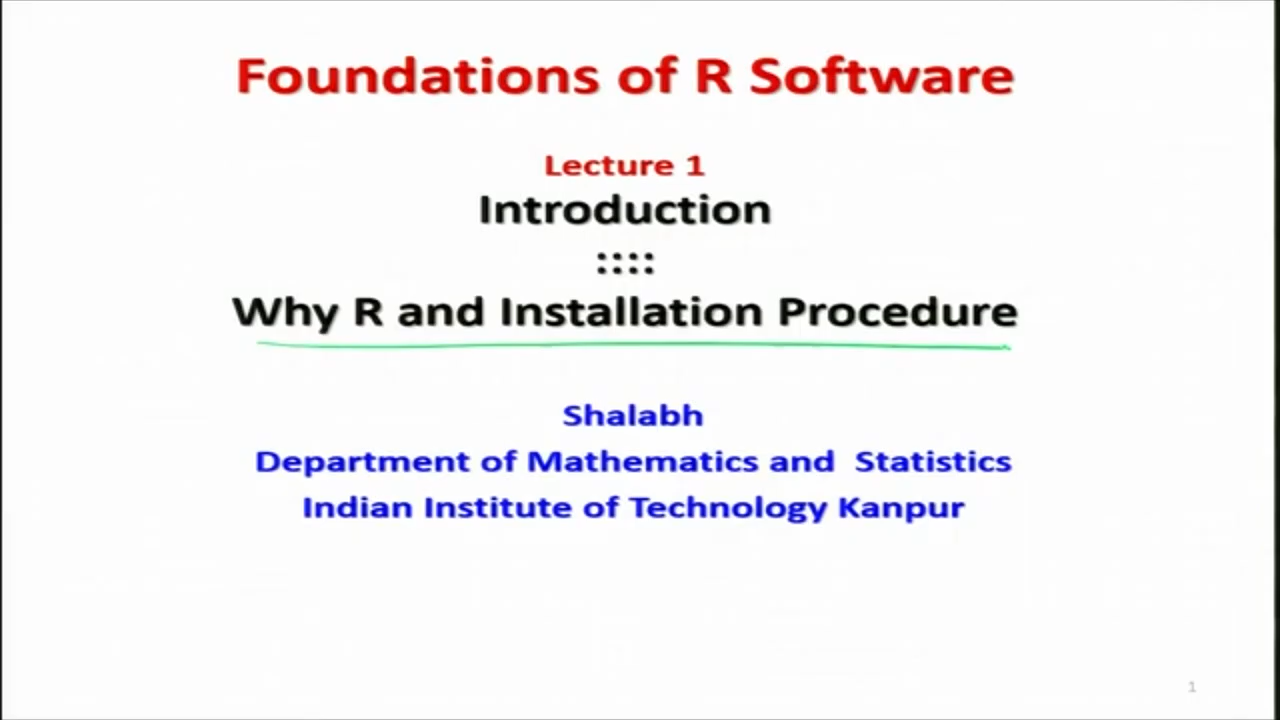 Foundations of R Software
Lecture 1
Introduction
::::
Why R and Installation Procedure
Shalabh
Department of Mathematics and Statistics
Indian Institute of Technology Kanpur
1